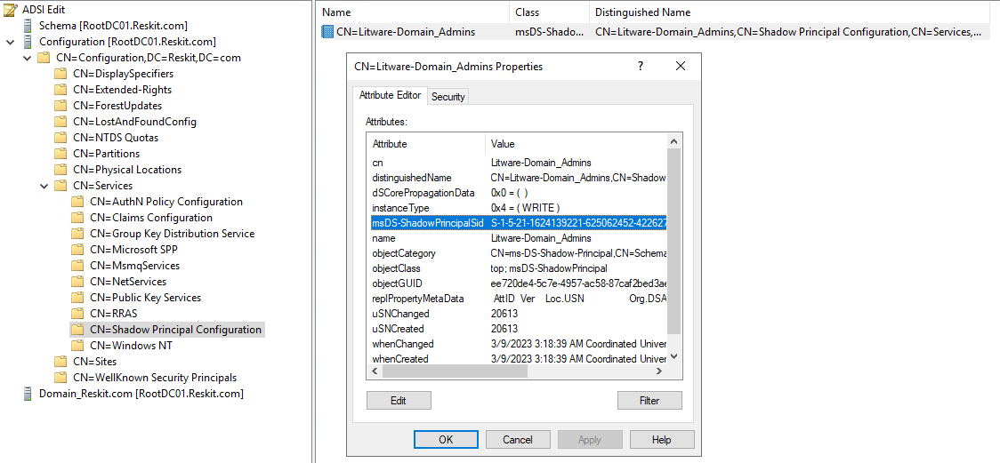 ADSI Edit
Schema [RootDC01.Reskit.com]
Configuration [RootDC01.Reskit.com]
CN=Configuration,DC=Reskit,DC=com
CN=DisplaySpecifiers
CN=Extended-Rights
CN=ForestUpdates
CN=LostAndFoundConfig
CN=NTDS Quotas
CN=Partitions
CN=Physical Locations
CN=Services
CN=AuthN Policy Configuration
CN=Claims Configuration
CN=Group Key Distribution Service
CN=Microsoft SPP
CN=MsmqServices
CN=NetServices
CN=Public Key Services
CN=RRAS
CN=Shadow Principal Configuration
CN=Windows NT
CN=Sites
CN=WellKnown Security Principals
Domain_Reskit.com [RootDC01.Reskit.com]
Name Class Distinguished Name
CN=Litware-Domain_Admins msDS-Shado... CN=Litware-Domain_Admins,CN=Shadow Principal Configuration,CN=Services,...
CN=Litware-Domain_Admins Properties ?
Attribute Editor Security
Attributes:
Attribute Value
cn Litware-Domain_Admins
distinguishedName CN=Litware-Domain_Admins,CN=Shadow
dSCorePropagationData 0x0 = ( )
instanceType 0x4 = ( WRITE )
msDS-ShadowPrincipalSid S-1-5-21-1624139221-625062452-422627
name Litware-Domain_Admins
objectCategory CN=ms-DS-Shadow-Principal,CN=Schema
objectClass top; msDS-ShadowPrincipal
objectGUID ee720de4-5c7e-4957-ac58-87caf2bed3ae
replPropertyMetaData AttID Ver Loc.USN Org.DSA
uSNChanged 20613
uSNCreated 20613
whenChanged 3/9/2023 3:18:39 AM Coordinated Univer
whenCreated 3/9/2023 3:18:39 AM Coordinated Univer
Edit Filter
OK Cancel Apply Help